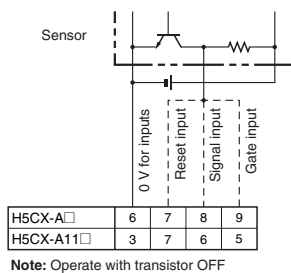 Sensor
0 V for inputs
Reset input
Signal input
Gate input
H5CX-A□ 6 7 8 9
H5CX-A11□ 3 7 6 5
Note: Operate with transistor OFF